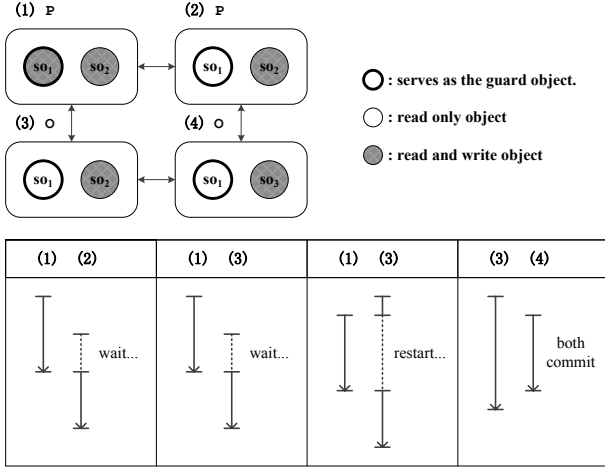 (1) P
(2) P
so1 so2
so1 so2
: serves as the guard object.
: read only object
: read and write object
(3) O
(4) O
so1 so2
so1 so3
(1) (2)
(1) (3)
(1) (3)
(3) (4)
wait...
wait...
restart...
both
commit